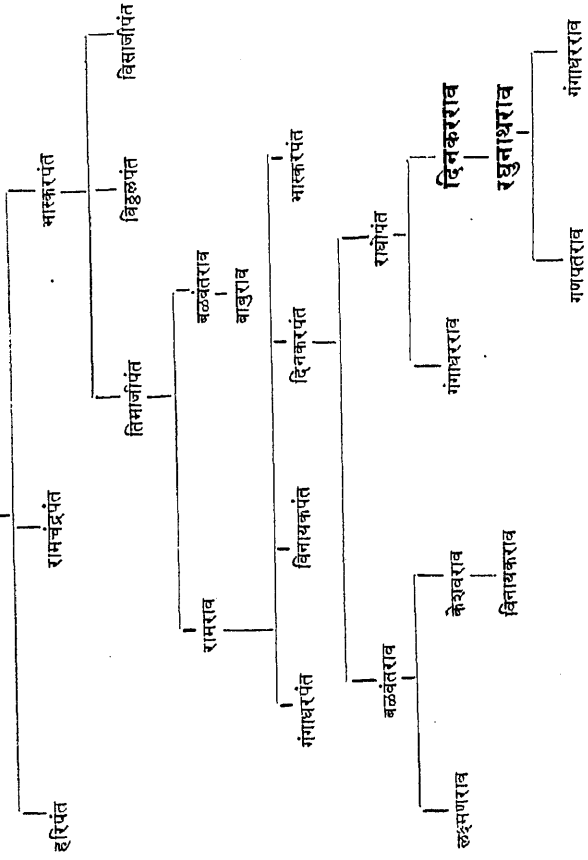 हरिपंत
रामचंद्रपंत
भास्करपंत
तिमाजीपंत
विठ्ठलपंत
विसाजीपंत
रामराव
बळवंतराव
बाबुराव
गंगाधरपंत
विनायकपंत
दिनकरपंत
भास्करपंत
बळवंतराव
राघोपंत
लक्ष्मणराव
केशवराव
विनायकराव
गंगाधरराव
दिनकरराव
रघुनाथराव
गणपतराव
गंगाधरराव